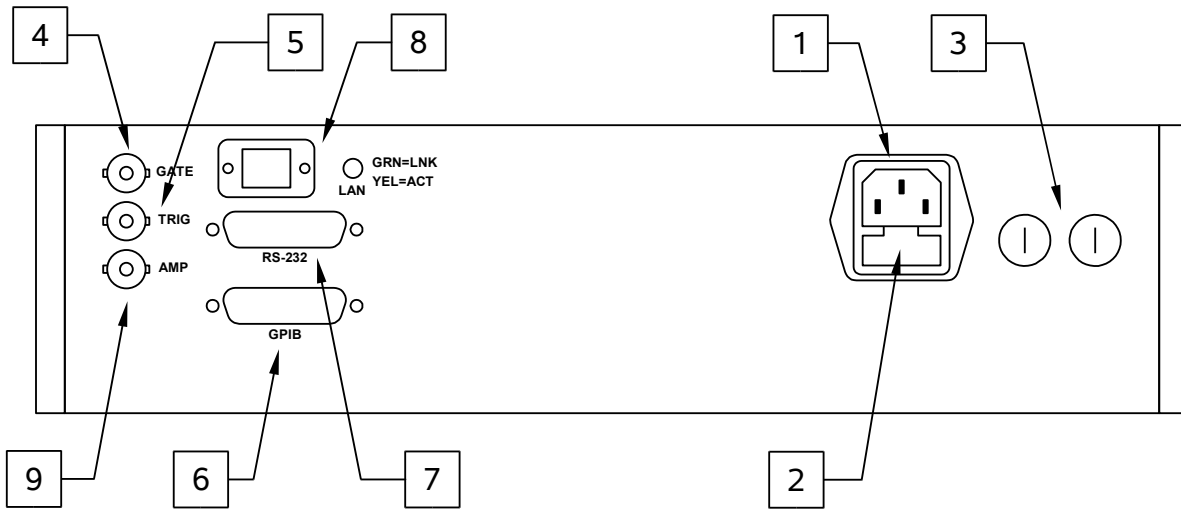 4
5
8
1
3
GATE
GRN=LNK
YEL=ACT
LAN
TRIG
RS-232
AMP
GPIB
9
6
7
2